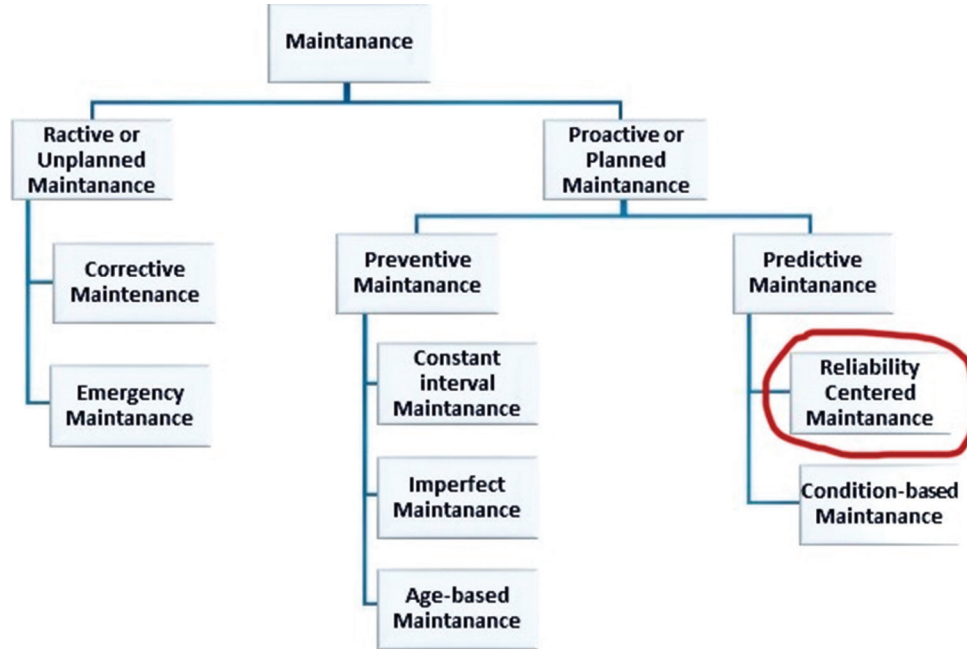 Maintanance
Ractive or
Unplanned
Maintanance
Proactive or
Planned
Maintanance
Corrective
Maintenance
Emergency
Maintanance
Preventive
Maintanance
Predictive
Maintanance
Constant
interval
Maintanance
Imperfect
Maintanance
Age-based
Maintanance
Reliability
Centered
Maintanance
Condition-based
Maintanance